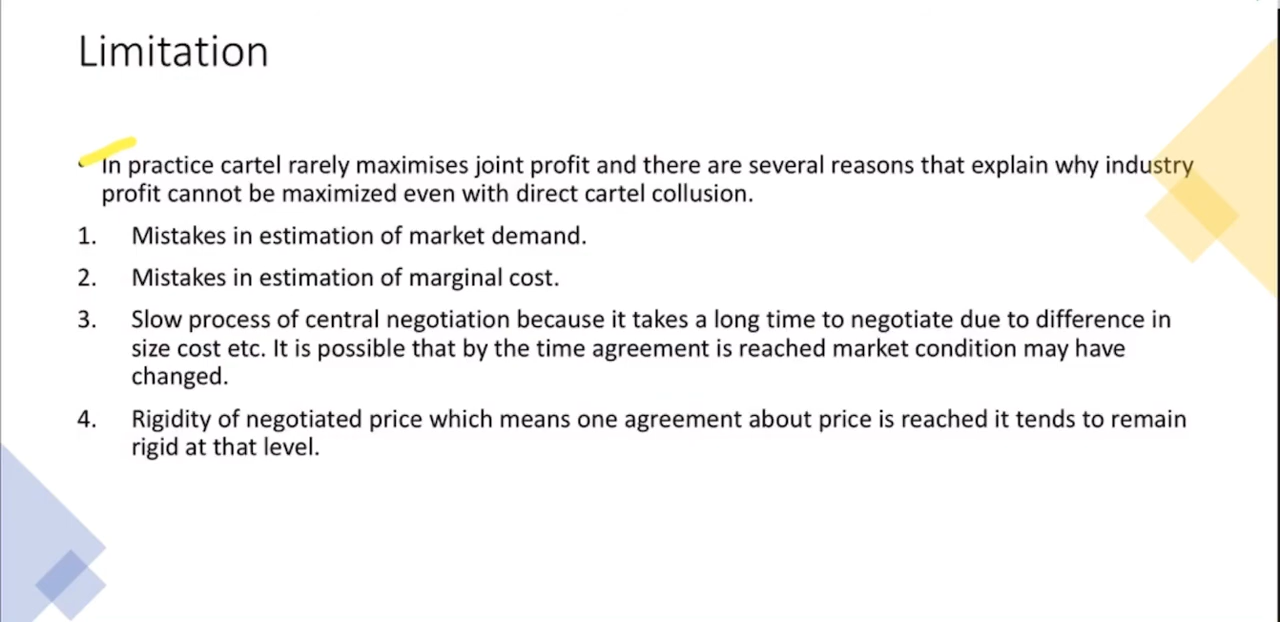 Limitation
• In practice cartel rarely maximises joint profit and there are several reasons that explain why industry
profit cannot be maximized even with direct cartel collusion.
1. Mistakes in estimation of market demand.
2. Mistakes in estimation of marginal cost.
3. Slow process of central negotiation because it takes a long time to negotiate due to difference in
size cost etc. It is possible that by the time agreement is reached market condition may have
changed.
4. Rigidity of negotiated price which means one agreement about price is reached it tends to remain
rigid at that level.